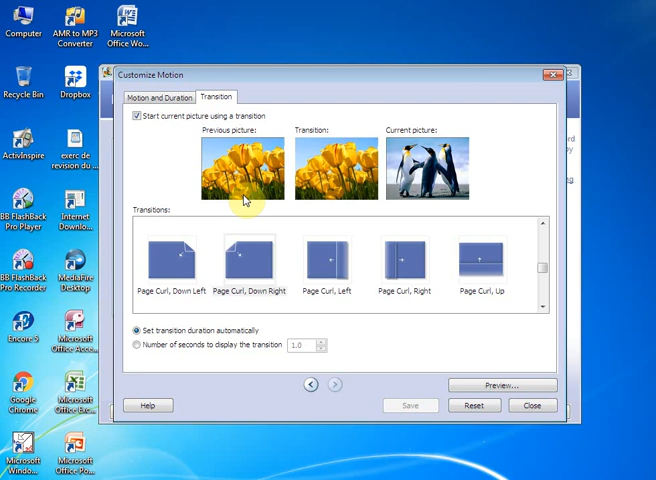 Computer
AMR to MP3
Converter
Microsoft
Office Wo...
Recycle Bin
Dropbox
ActivInspire
exerc de
revision du ...
BB FlashBack
Pro Player
Internet
Downlo...
BB FlashBack
Pro Recorder
MediaFire
Desktop
Encore 5
Microsoft
Office Acce...
Google
Chrome
Microsoft
Office Exc...
Microsoft
Windo...
Microsoft
Office Po...
Customize Motion
Motion and Duration
Transition
Start current picture using a transition
Previous picture:
Transition:
Current picture:
Transitions:
Page Curl, Down Left
Page Curl, Down Right
Page Curl, Left
Page Curl, Right
Page Curl, Up
Set transition duration automatically
Number of seconds to display the transition
1.0
Preview...
Help
Save
Reset
Close